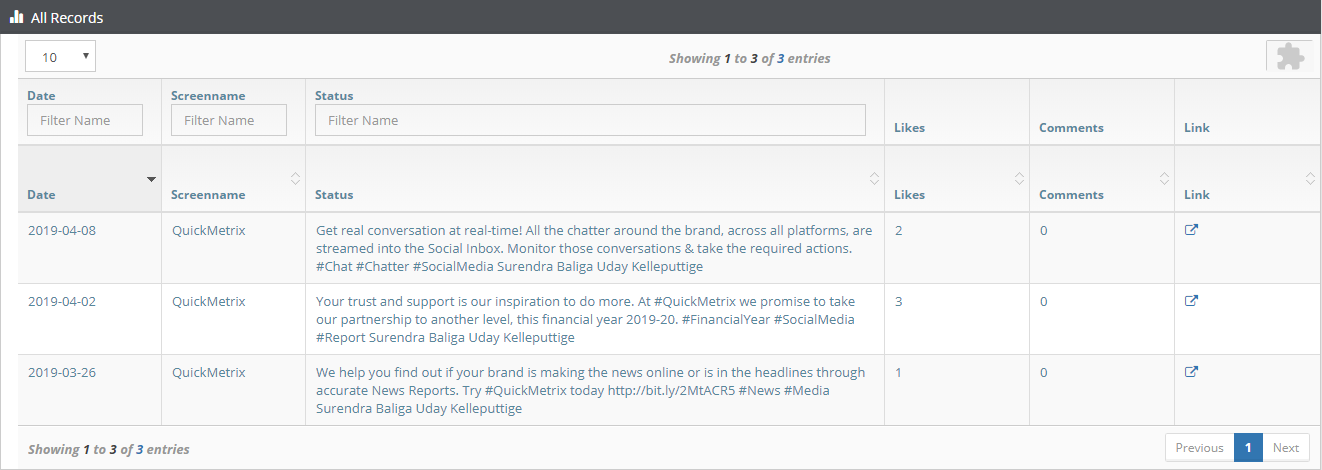 All Records
10
Showing 1 to 3 of 3 entries
Date Screenname Status
Filter Name Filter Name Filter Name
Likes Comments Link
Date Screenname Status Likes Comments Link
2019-04-08 QuickMetrix Get real conversation at real-time! All the chatter around the brand, across all platforms, are 2 0
streamed into the Social Inbox. Monitor those conversations & take the required actions.
#Chat #Chatter #SocialMedia Surendra Baliga Uday Kelleputtige
2019-04-02 QuickMetrix Your trust and support is our inspiration to do more. At #QuickMetrix we promise to take 3 0
our partnership to another level, this financial year 2019-20. #FinancialYear #SocialMedia
#Report Surendra Baliga Uday Kelleputtige
2019-03-26 QuickMetrix We help you find out if your brand is making the news online or is in the headlines through 1 0
accurate News Reports. Try #QuickMetrix today http://bit.ly/2MtACR5 #News #Media
Surendra Baliga Uday Kelleputtige
Showing 1 to 3 of 3 entries
Previous 1 Next